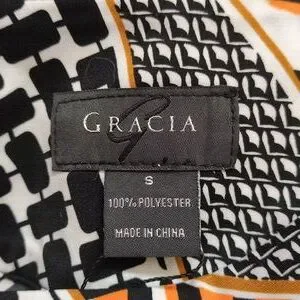 GRACIA
S
100% POLYESTER
MADE IN CHINA